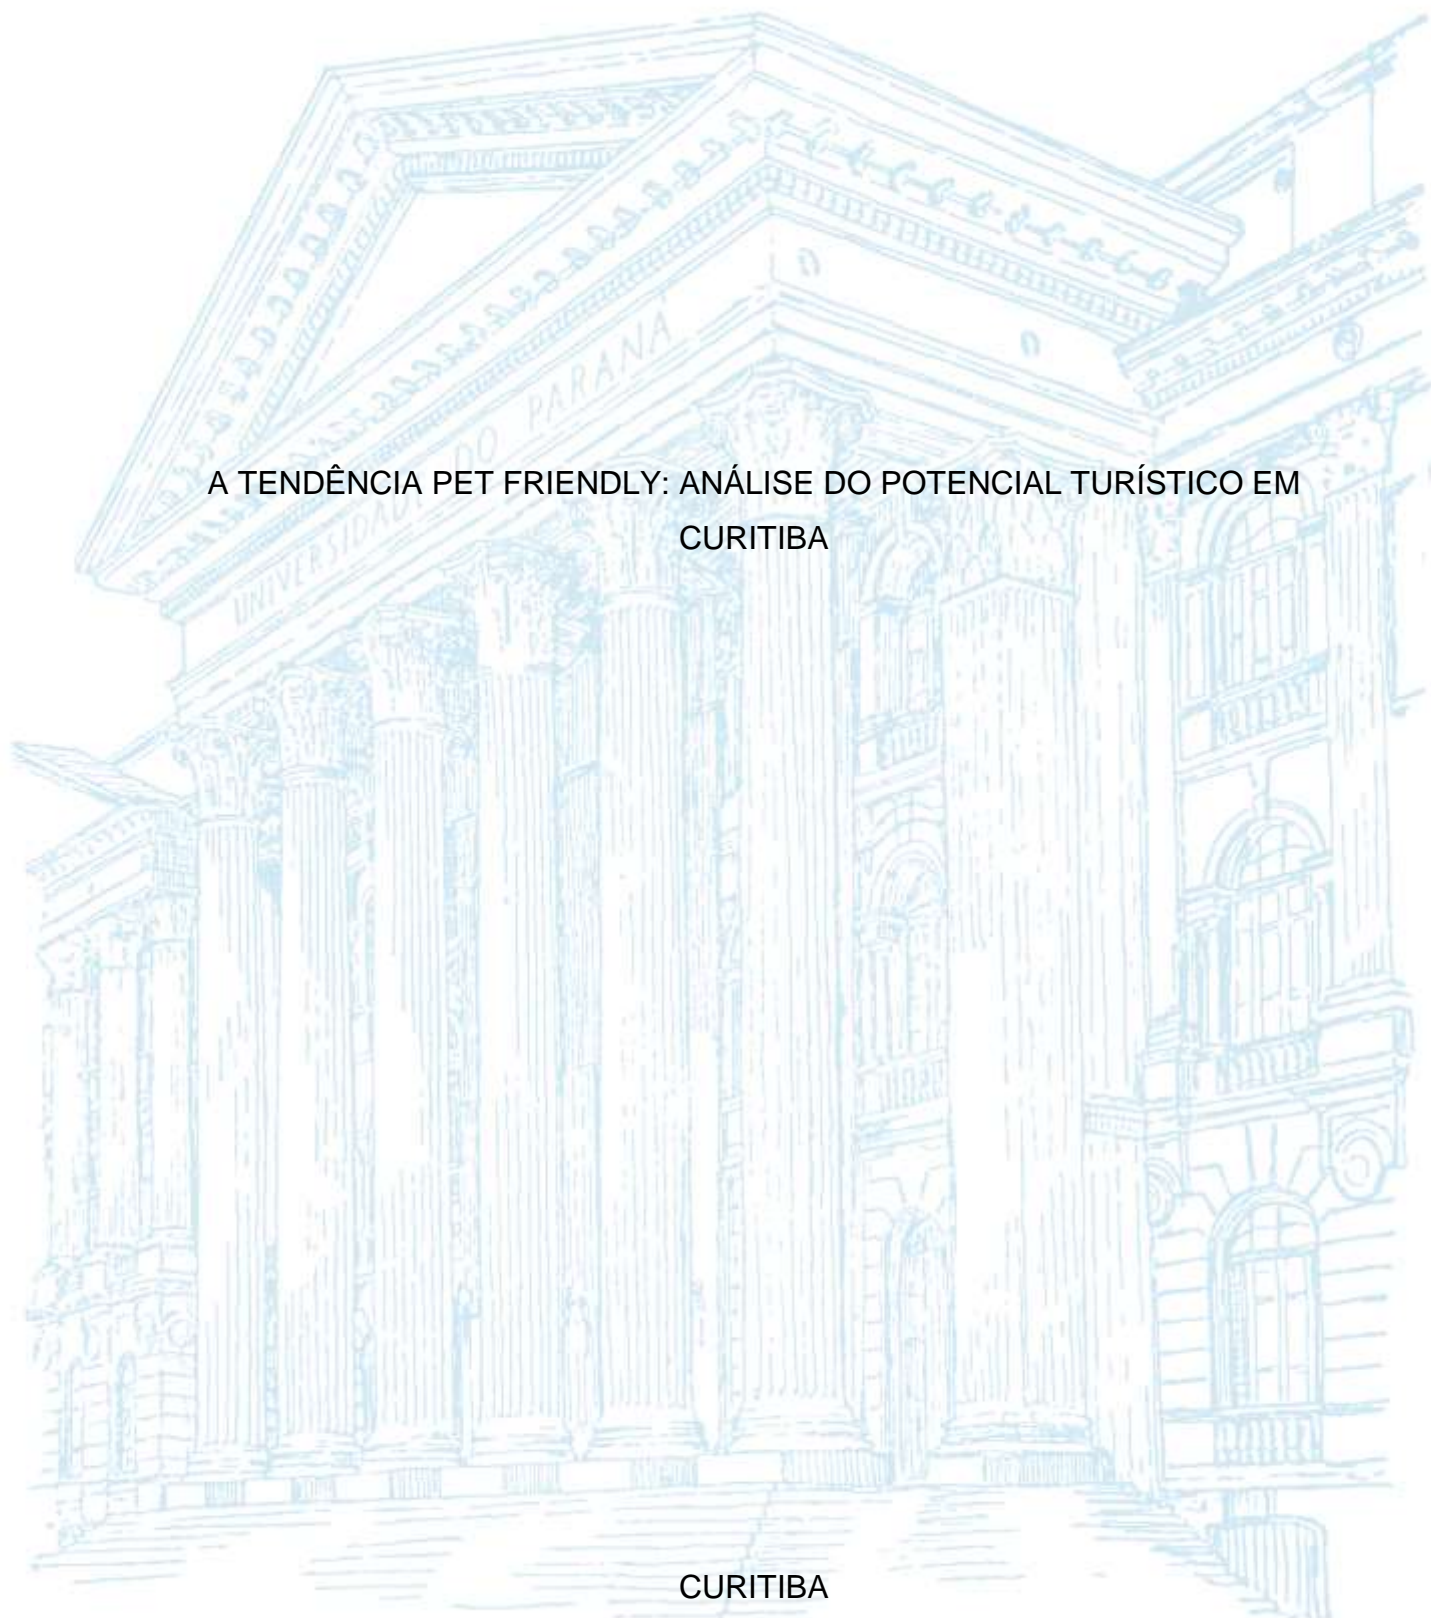 UNIVERSIDADE DO PARANÁ
A TENDÊNCIA PET FRIENDLY: ANÁLISE DO POTENCIAL TURÍSTICO EM
CURITIBA
CURITIBA